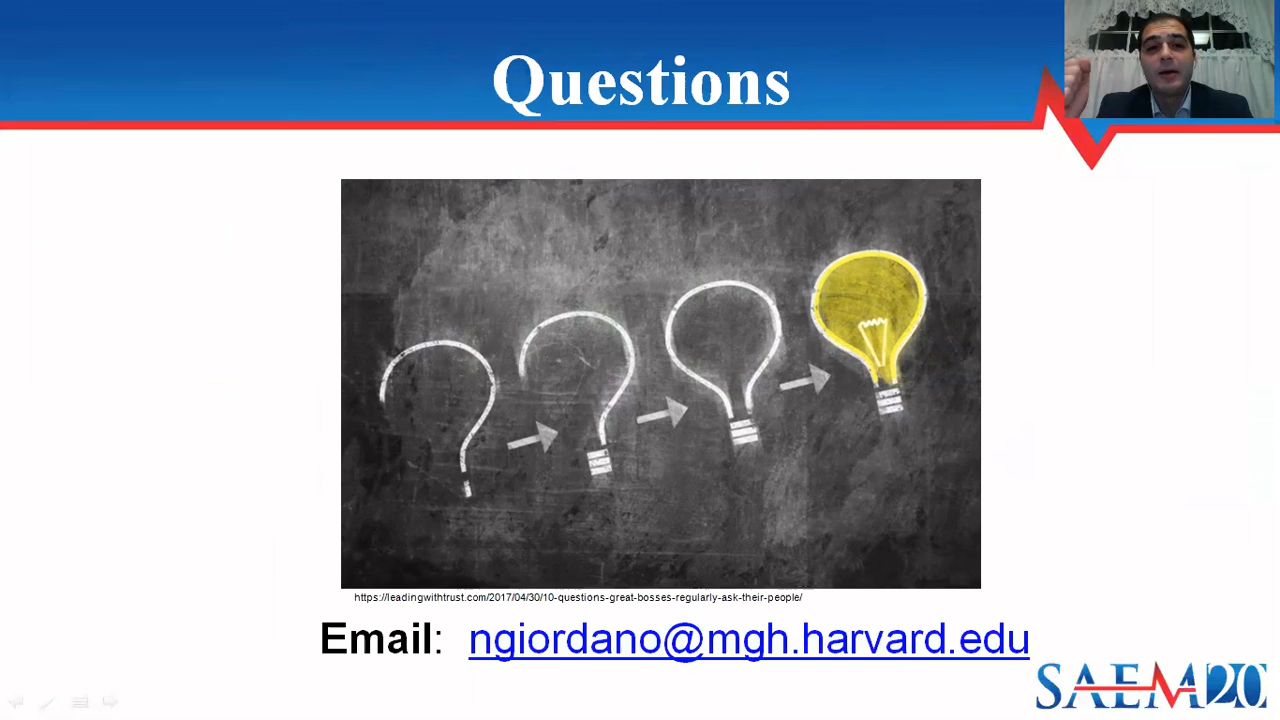 Questions
https://leadingwithtrust.com/2017/04/30/10-questions-great-bosses-regularly-ask-their-people/
Email: ngiordano@mgh.harvard.edu
SAEM20